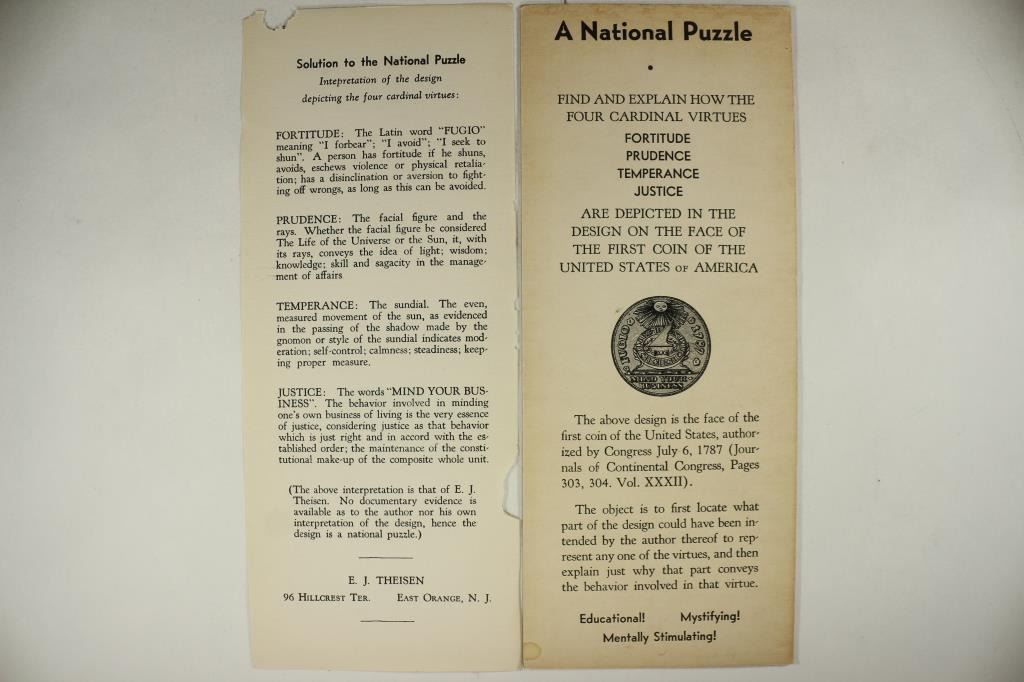 Solution to the National Puzzle
Intepretation of the design
depicting the four cardinal virtues:
FORTITUDE: The Latin word "FUGIO"
meaning "I forbear"; "I avoid"; "I seek to
shun". A person has fortitude if he shuns,
avoids, eschews violence or physical retalia-
tion; has a disinclination or aversion to fight-
ing off wrongs, as long as this can be avoided.
PRUDENCE: The facial figure and the
rays. Whether the facial figure be considered
The Life of the Universe or the Sun, it, with
its rays, conveys the idea of light; wisdom;
knowledge; skill and sagacity in the manage-
ment of affairs
TEMPERANCE: The sundial. The even,
measured movement of the sun, as evidenced
in the passing of the shadow made by the
gnomon or style of the sundial indicates mod-
eration; self-control; calmness; steadiness; keep-
ing proper measure.
JUSTICE: The words "MIND YOUR BUS-
INESS". The behavior involved in minding
one's own business of living is the very essence
of justice, considering justice as that behavior
which is just right and in accord with the es-
tablished order; the maintenance of the consti-
tutional make-up of the composite whole unit.
(The above interpretation is that of E. J.
Theisen. No documentary evidence is
available as to the author nor his own
interpretation of the design, hence the
design is a national puzzle.)
E. J. THEISEN
96 HILLCREST TER. EAST ORANGE, N. J.
A National Puzzle
FIND AND EXPLAIN HOW THE
FOUR CARDINAL VIRTUES
FORTITUDE
PRUDENCE
TEMPERANCE
JUSTICE
ARE DEPICTED IN THE
DESIGN ON THE FACE OF
THE FIRST COIN OF THE
UNITED STATES OF AMERICA
FUGIO 1787
MIND YOUR
BUSINESS
The above design is the face of the
first coin of the United States, author-
ized by Congress July 6, 1787 (Jour-
nals of Continental Congress, Pages
303, 304. Vol. XXXII).
The object is to first locate what
part of the design could have been in-
tended by the author thereof to rep-
resent any one of the virtues, and then
explain just why that part conveys
the behavior involved in that virtue.
Educational! Mystifying!
Mentally Stimulating!